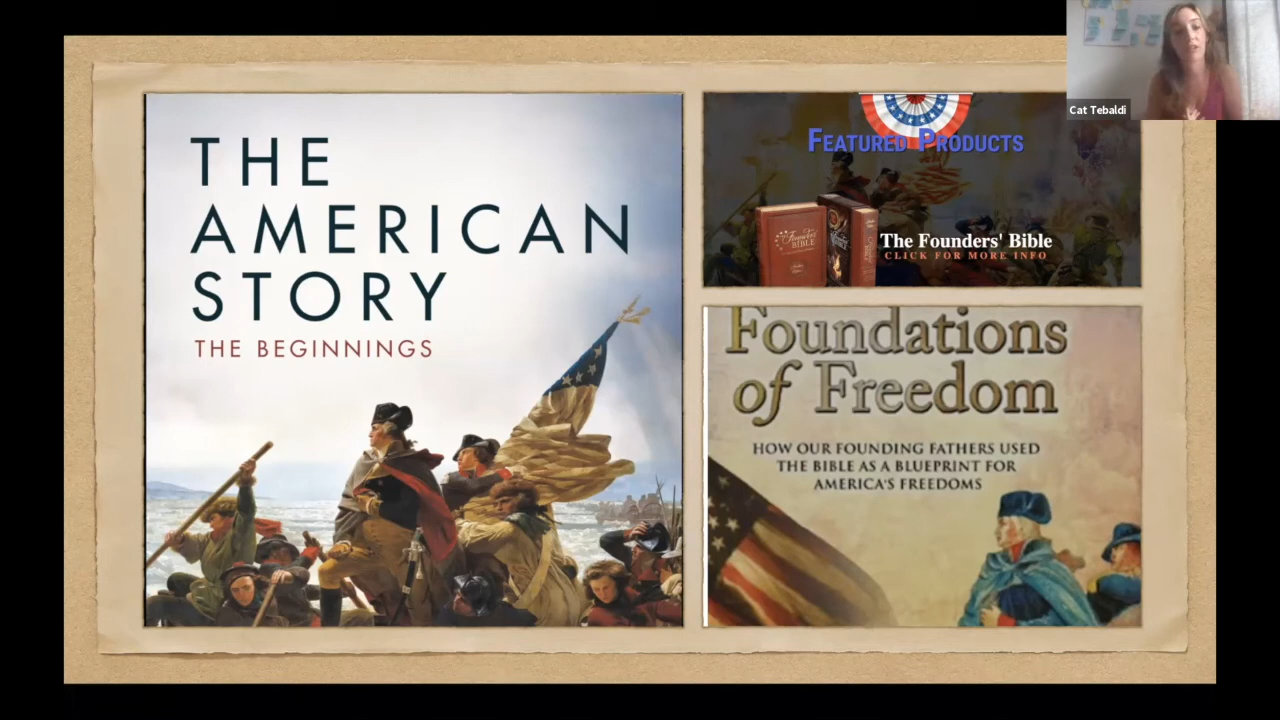 THE
AMERICAN
STORY
THE BEGINNINGS
FEATURED PRODUCTS
The Founders' Bible
CLICK FOR MORE INFO
Foundations
of Freedom
HOW OUR FOUNDING FATHERS USED
THE BIBLE AS A BLUEPRINT FOR
AMERICA'S FREEDOMS
Cat Tebaldi